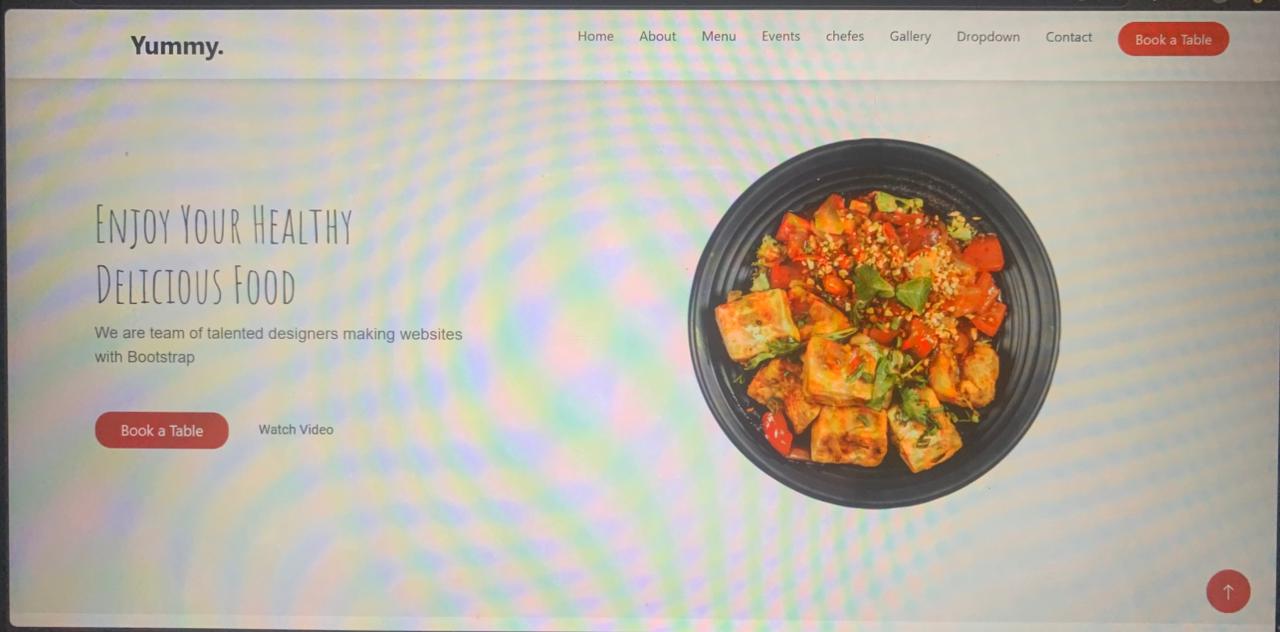 Yummy.
Home About Menu Events chefes Gallery Dropdown Contact Book a Table
Enjoy Your Healthy
Delicious Food
We are team of talented designers making websites
with Bootstrap
Book a Table Watch Video